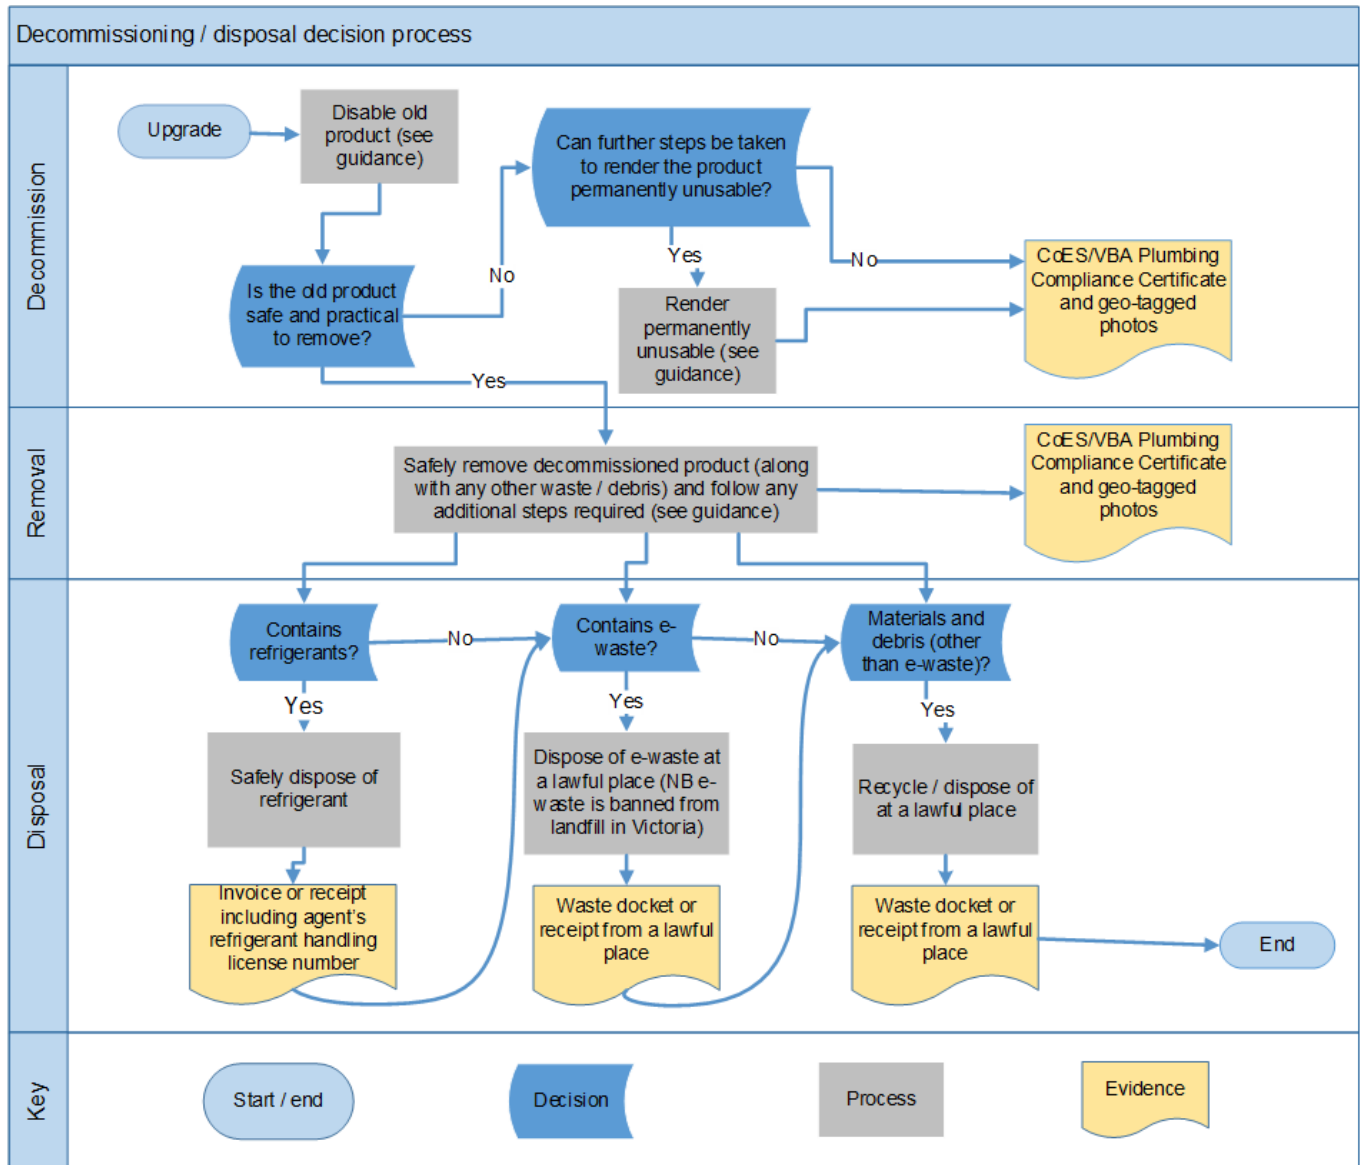 Decommissioning / disposal decision process
Decommission
Upgrade
Disable old
product (see
guidance)
Can further steps be taken
to render the product
permanently unusable?
Is the old product
safe and practical
to remove?
No
Yes
No
Render
permanently
unusable (see
guidance)
CoES/VBA Plumbing
Compliance Certificate
and geo-tagged
photos
Yes
Removal
Safely remove decommissioned product (along
with any other waste / debris) and follow any
additional steps required (see guidance)
CoES/VBA Plumbing
Compliance Certificate
and geo-tagged
photos
Disposal
Contains
refrigerants?
No
Contains e-
waste?
No
Materials and
debris (other
than e-waste)?
Yes
Yes
Yes
Safely dispose of
refrigerant
Dispose of e-waste at
a lawful place (NB e-
waste is banned from
landfill in Victoria)
Recycle / dispose of
at a lawful place
Invoice or receipt
including agent's
refrigerant handling
license number
Waste docket or
receipt from a lawful
place
Waste docket or
receipt from a lawful
place
End
Key
Start / end
Decision
Process
Evidence